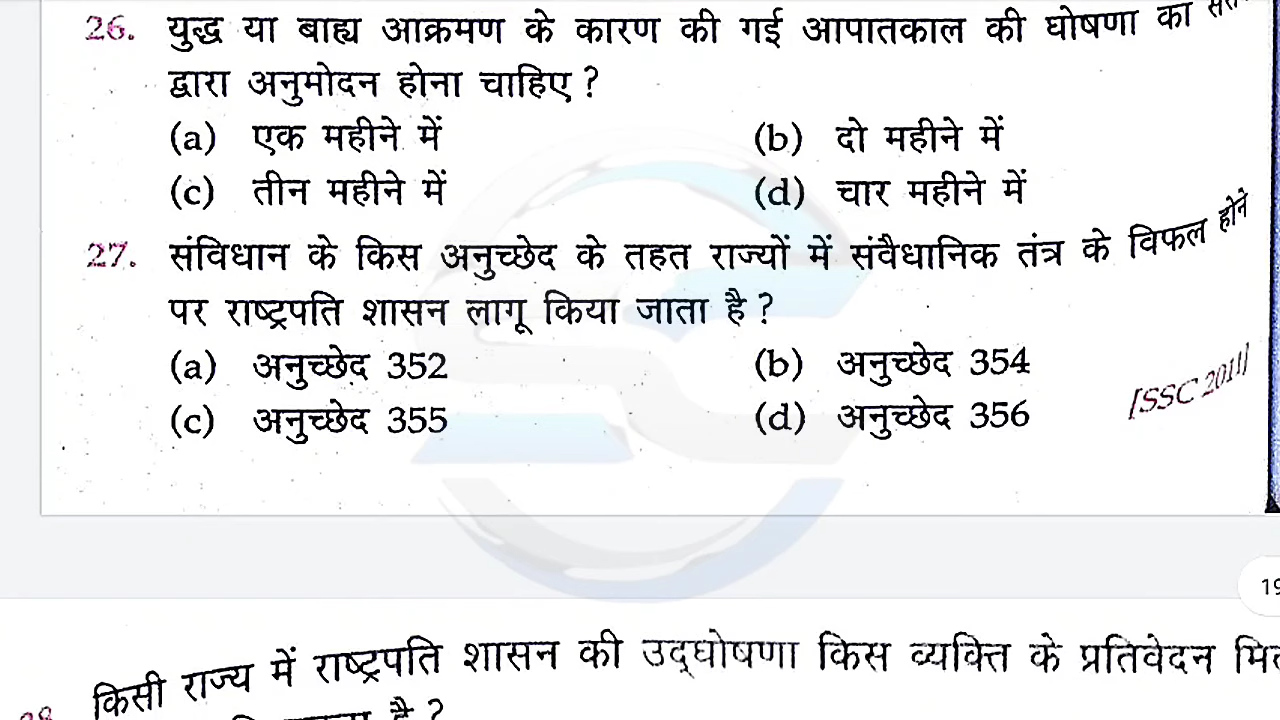 26. युद्ध या बाह्य आक्रमण के कारण की गई आपातकाल की घोषणा का
द्वारा अनुमोदन होना चाहिए ?
(a) एक महीने में (b) दो महीने में
(c) तीन महीने में (d) चार महीने में
27. संविधान के किस अनुच्छेद के तहत राज्यों में संवैधानिक तंत्र के विफल होने
पर राष्ट्रपति शासन लागू किया जाता है ?
(a) अनुच्छेद 352 (b) अनुच्छेद 354
(c) अनुच्छेद 355 (d) अनुच्छेद 356
[SSC 2011]
19
किसी राज्य में राष्ट्रपति शासन की उद्घोषणा किस व्यक्ति के प्रतिवेदन
है ?